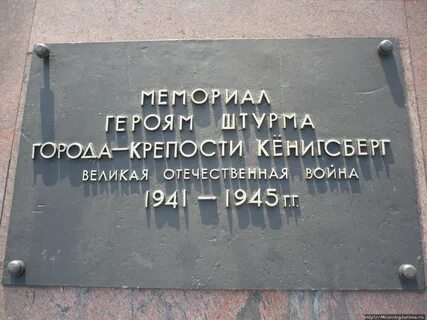 МЕМОРИАЛ
ГЕРОЯМ ШТУРМА
ГОРОДА—КРЕПОСТИ КЁНИГСБЕРГ
ВЕЛИКАЯ ОТЕЧЕСТВЕННАЯ ВОЙНА
1941 — 1945 ГГ.